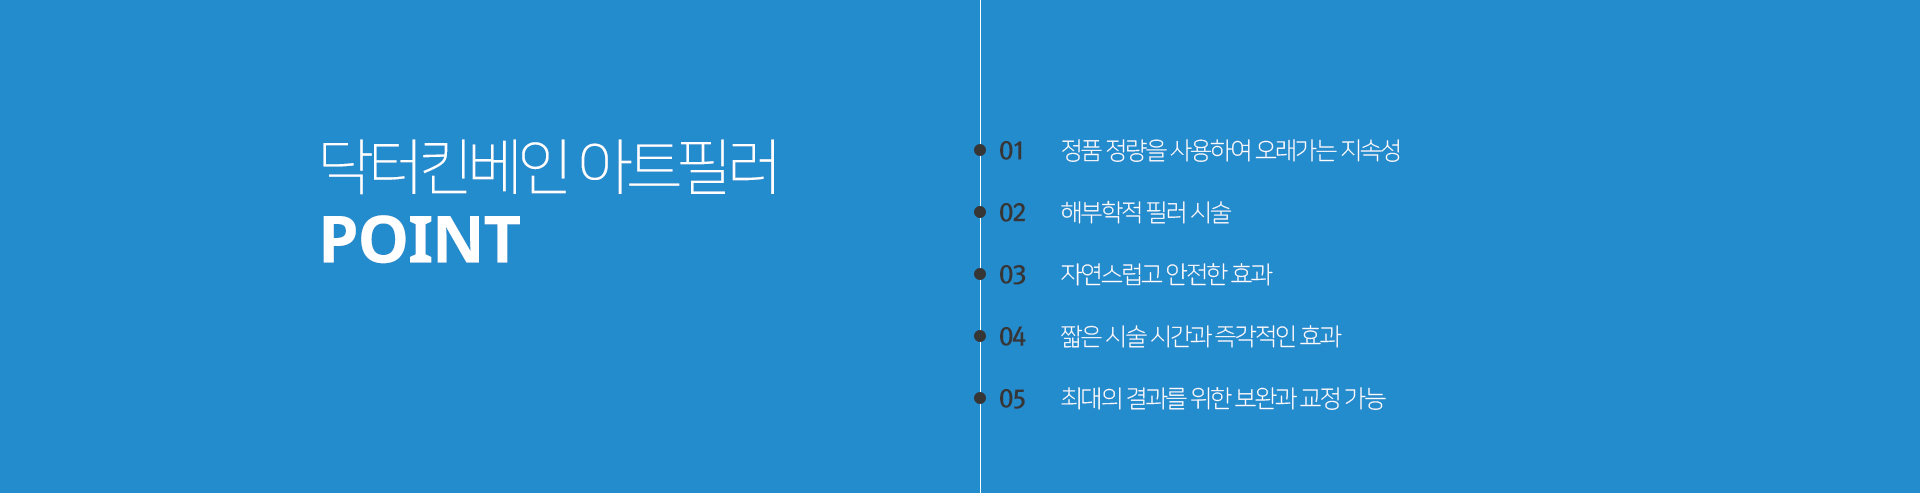 닥터킨베인 아트필러
POINT
01 정품 정량을 사용하여 오래가는 지속성
02 해부학적 필러 시술
03 자연스럽고 안전한 효과
04 짧은 시술 시간과 즉각적인 효과
05 최대의 결과를 위한 보완과 교정 가능